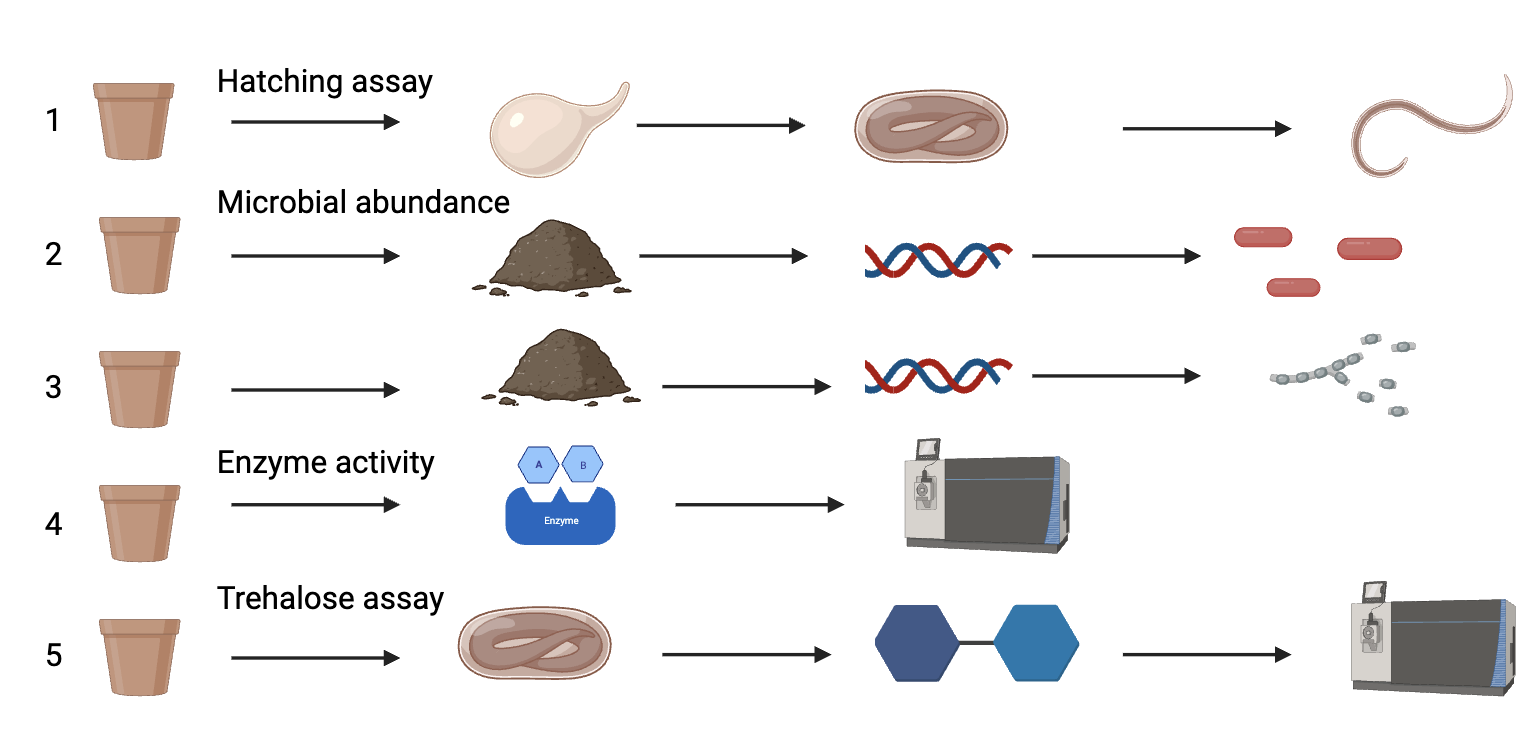 Hatching assay
1
Microbial abundance
2
3
Enzyme activity
A B
Enzyme
4
Trehalose assay
5